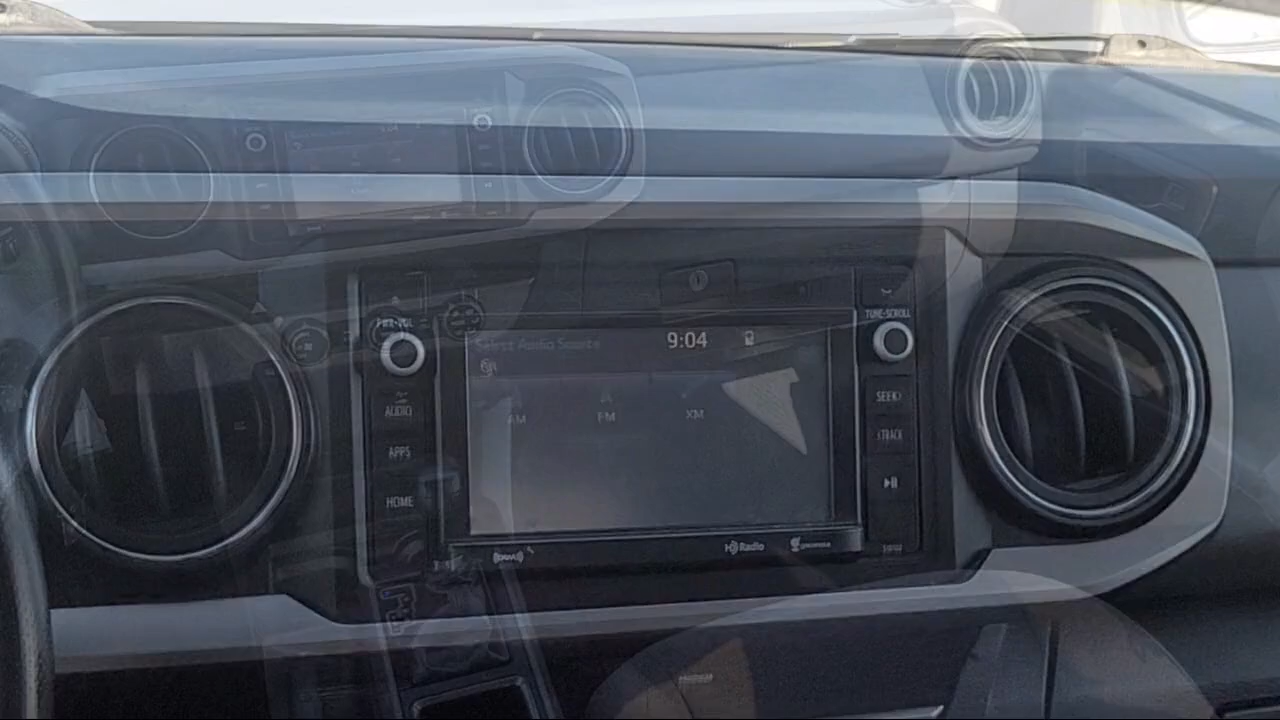 PWR·VOL
TUNE·SCROLL
Select Audio Source
9:04
AM
FM
XM
AUDIO
APPS
HOME
SEEK>
<TRACK
HD Radio